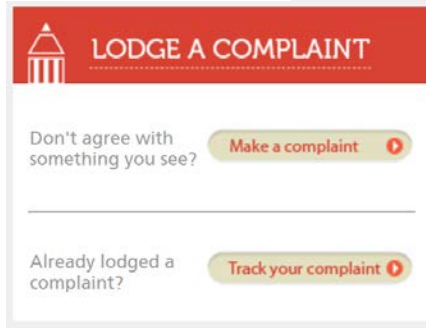 LODGE A COMPLAINT
Don't agree with
something you see?
Make a complaint
Already lodged a
complaint?
Track your complaint